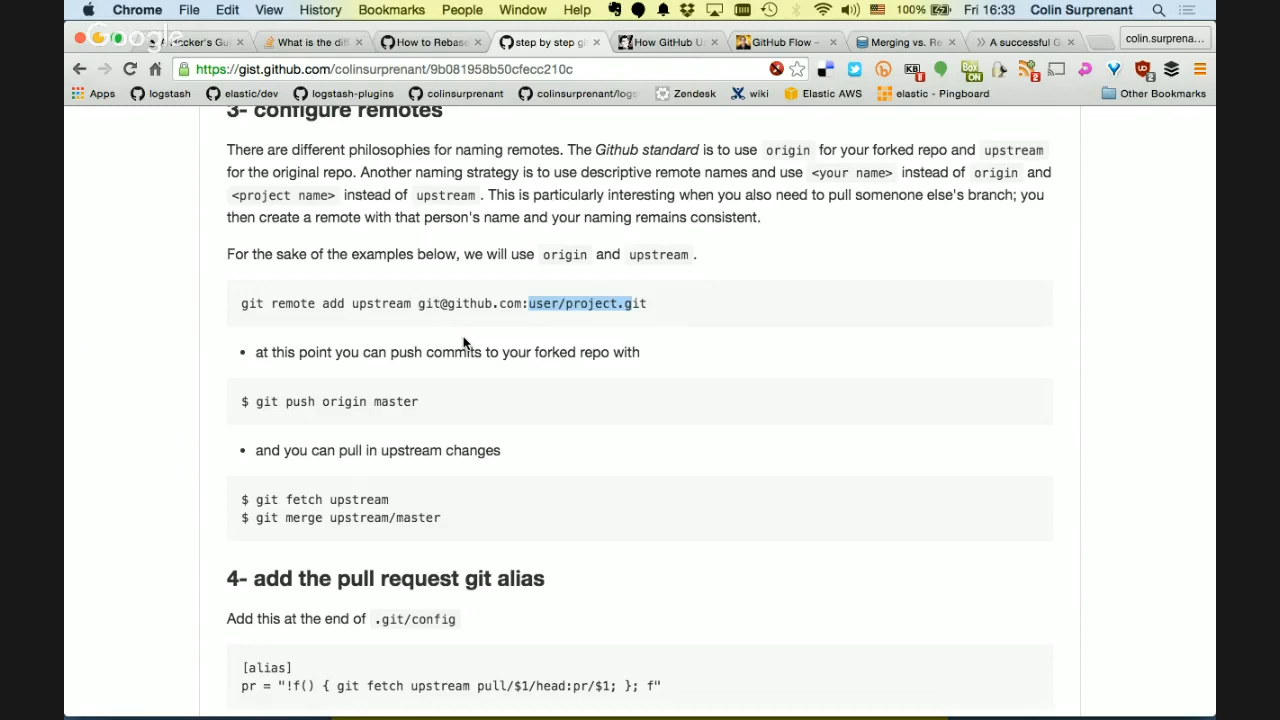 Chrome File Edit View History Bookmarks People Window Help 100% Fri 16:33 Colin Surprenant
Google
What is the dif How to Rebase step by step g How GitHub U GitHub Flow – Merging vs. Re A successful G colin.surprena...
https://gist.github.com/colinsurprenant/9b081958b50cfecc210c
Apps logstash elastic/dev logstash-plugins colinsurprenant colinsurprenant/logs Zendesk wiki Elastic AWS elastic - Pingboard Other Bookmarks
3- configure remotes
There are different philosophies for naming remotes. The Github standard is to use origin for your forked repo and upstream
for the original repo. Another naming strategy is to use descriptive remote names and use <your name> instead of origin and
<project name> instead of upstream . This is particularly interesting when you also need to pull somenone else's branch; you
then create a remote with that person's name and your naming remains consistent.
For the sake of the examples below, we will use origin and upstream .
git remote add upstream git@github.com:user/project.git
• at this point you can push commits to your forked repo with
$ git push origin master
• and you can pull in upstream changes
$ git fetch upstream
$ git merge upstream/master
4- add the pull request git alias
Add this at the end of .git/config
[alias]
pr = "!f() { git fetch upstream pull/$1/head:pr/$1; }; f"